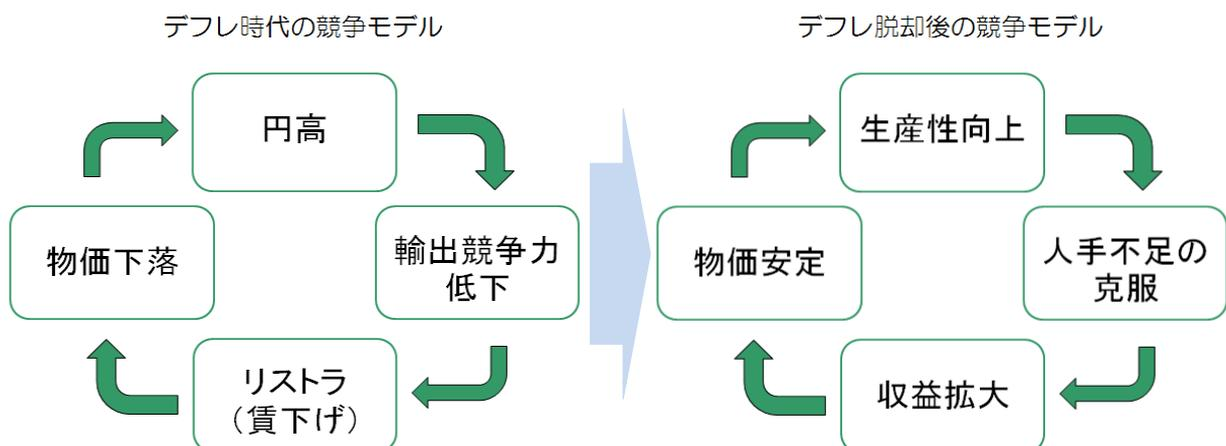 デフレ時代の競争モデル
円高
輸出競争力
低下
リストラ
（賃下げ）
物価下落
デフレ脱却後の競争モデル
生産性向上
人手不足の
克服
収益拡大
物価安定